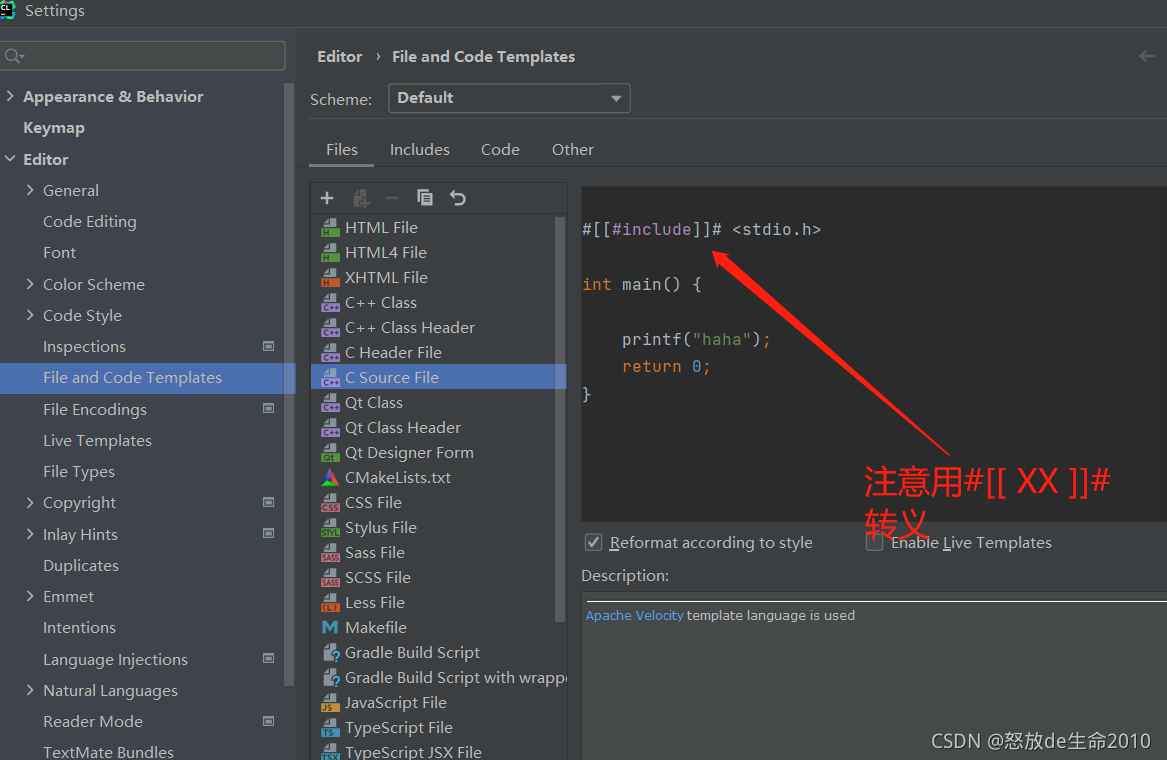 CL
Settings
Appearance & Behavior
Keymap
Editor
General
Code Editing
Font
Color Scheme
Code Style
Inspections
File and Code Templates
File Encodings
Live Templates
File Types
Copyright
Inlay Hints
Duplicates
Emmet
Intentions
Language Injections
Natural Languages
Reader Mode
TextMate Bundles
Editor › File and Code Templates
Scheme: Default
Files Includes Code Other
HTML File
HTML4 File
XHTML File
C++ Class
C++ Class Header
C Header File
C Source File
Qt Class
Qt Class Header
Qt Designer Form
CMakeLists.txt
CSS File
Stylus File
Sass File
SCSS File
Less File
Makefile
Gradle Build Script
Gradle Build Script with wrappe
JavaScript File
TypeScript File
TypeScript JSX File
#[[#include]]# <stdio.h>
int main() {
printf("haha");
return 0;
}
注意用#[[ XX ]]#
转义
Reformat according to style
Enable Live Templates
Description:
Apache Velocity template language is used
CSDN @怒放de生命2010